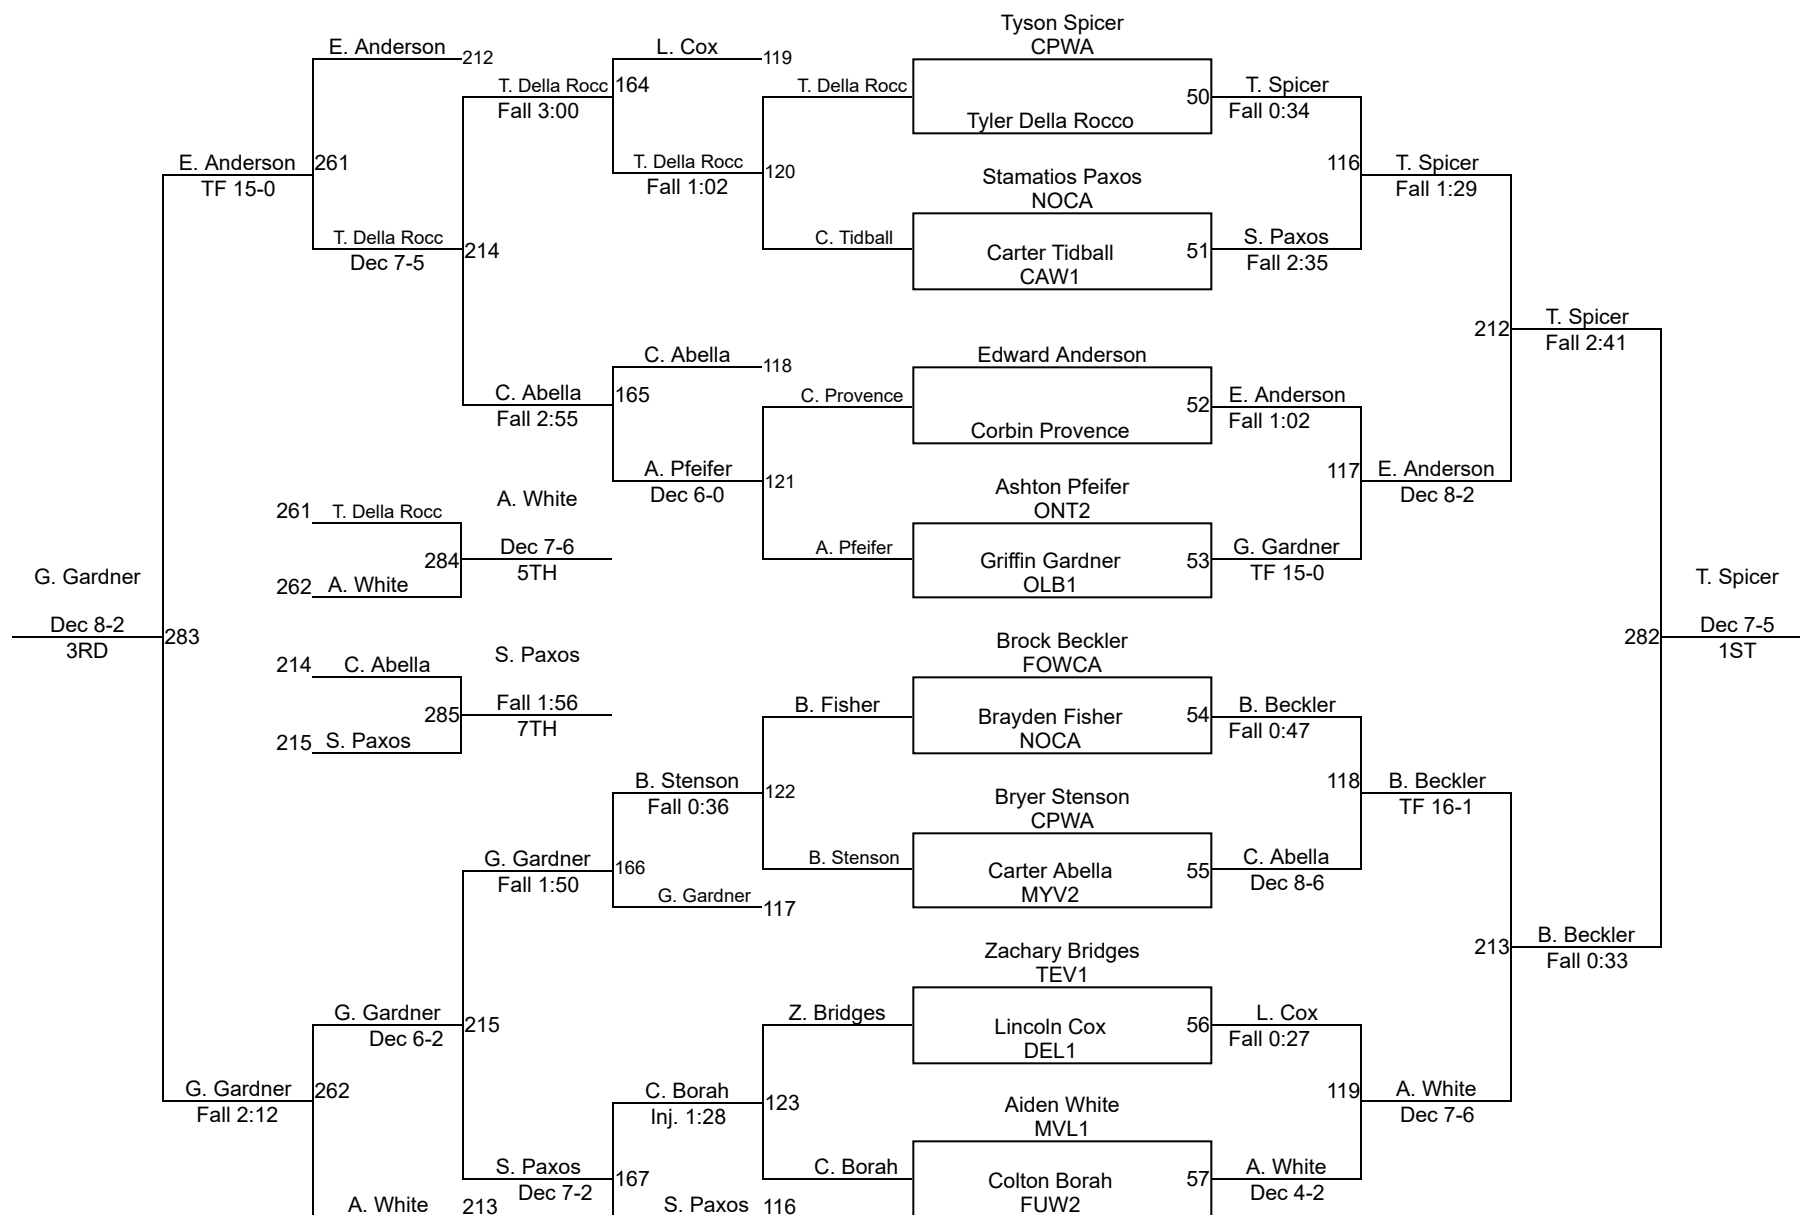 Tyson Spicer
E. Anderson
L. Cox
CPWA
212
119
T. Della Rocc
164
T. Della Rocc
T. Spicer
Fall 3:00
50
Fall 0:34
Tyler Della Rocco
E. Anderson
261
T. Della Rocc
120
116
T. Spicer
TF 15-0
Fall 1:02
Stamatios Paxos
Fall 1:29
NOCA
T. Della Rocc
C. Tidball
S. Paxos
Dec 7-5
214
Carter Tidball
51
Fall 2:35
CAW1
T. Spicer
212
Fall 2:41
C. Abella
118
Edward Anderson
C. Abella
165
C. Provence
E. Anderson
Fall 2:55
52
Fall 1:02
Corbin Provence
A. Pfeifer
121
117
E. Anderson
Dec 6-0
Ashton Pfeifer
Dec 8-2
A. White
ONT2
261
T. Della Rocc
Dec 7-6
A. Pfeifer
G. Gardner
284
5TH
Griffin Gardner
53
TF 15-0
262
A. White
OLB1
G. Gardner
T. Spicer
Dec 8-2
Dec 7-5
283
282
3RD
1ST
Brock Beckler
214
C. Abella
S. Paxos
FOWCA
Fall 1:56
B. Fisher
B. Beckler
285
7TH
Brayden Fisher
54
Fall 0:47
215
S. Paxos
NOCA
B. Stenson
122
118
B. Beckler
Fall 0:36
Bryer Stenson
TF 16-1
CPWA
G. Gardner
166
B. Stenson
C. Abella
Fall 1:50
Carter Abella
55
Dec 8-6
G. Gardner
117
MYV2
B. Beckler
213
Fall 0:33
Zachary Bridges
TEV1
G. Gardner
215
Z. Bridges
L. Cox
Dec 6-2
Lincoln Cox
56
Fall 0:27
DEL1
G. Gardner
262
C. Borah
123
119
A. White
Fall 2:12
Inj. 1:28
Aiden White
Dec 7-6
MVL1
S. Paxos
167
C. Borah
A. White
Dec 7-2
Colton Borah
57
Dec 4-2
A. White
213
S. Paxos
116
FUW2